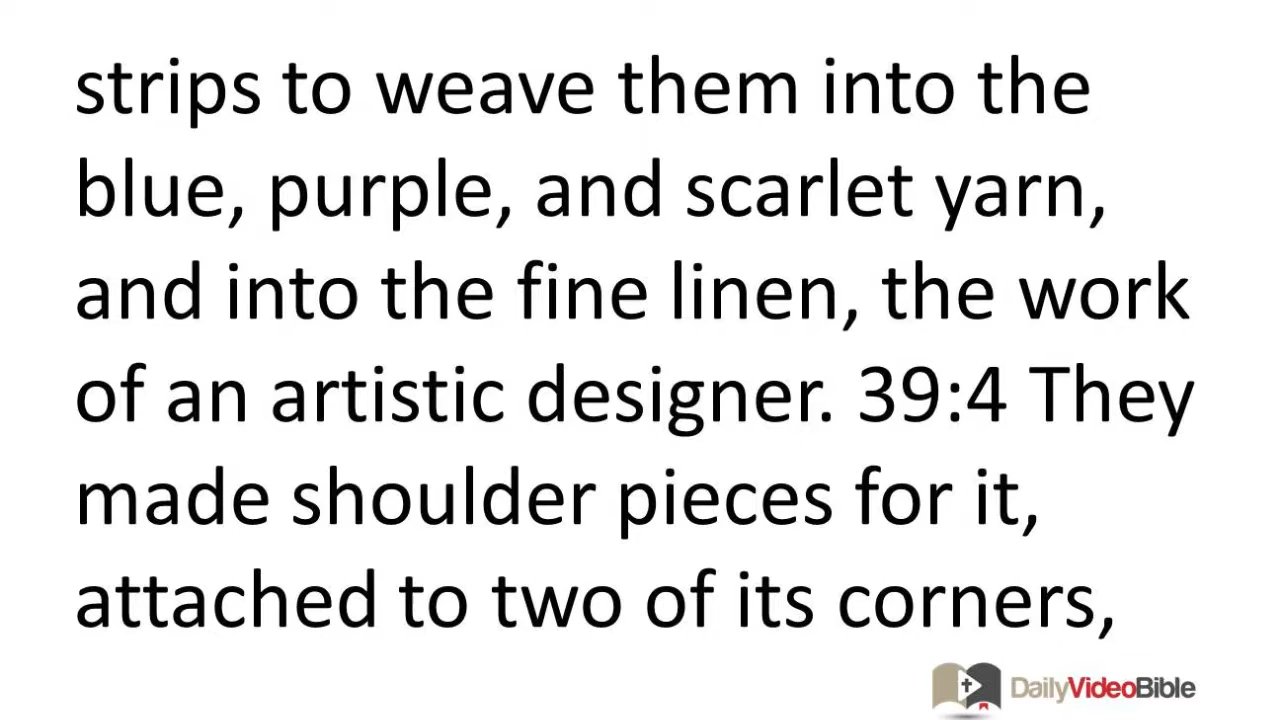 strips to weave them into the
blue, purple, and scarlet yarn,
and into the fine linen, the work
of an artistic designer. 39:4 They
made shoulder pieces for it,
attached to two of its corners,
DailyVideoBible